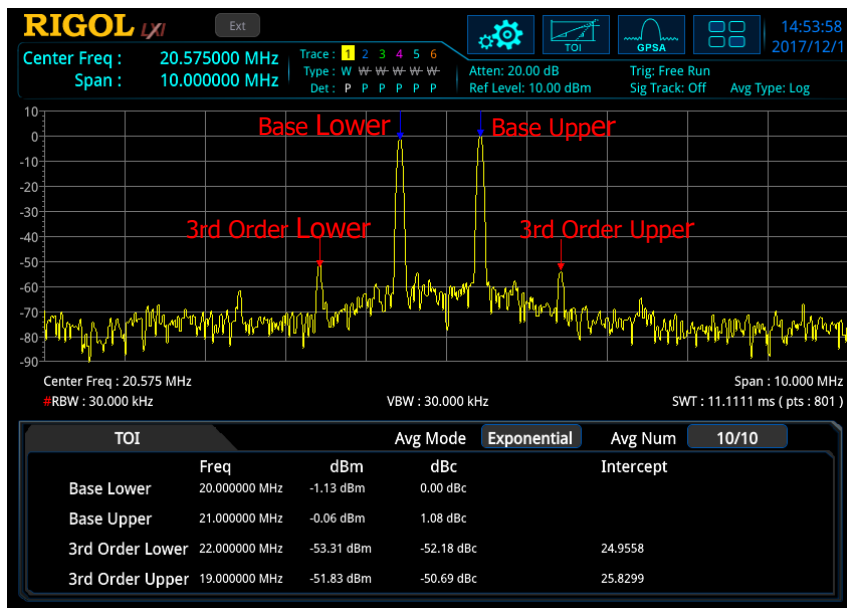 RIGOL LXI Ext 14:53:58
TOI GPSA 2017/12/1
Center Freq : 20.575000 MHz Trace : 1 2 3 4 5 6
Span : 10.000000 MHz Type : W W W W W W Atten: 20.00 dB Trig: Free Run
Det : P P P P P P Ref Level: 10.00 dBm Sig Track: Off Avg Type: Log
10
Base Lower Base Upper
0
-10
-20
-30
3rd Order Lower 3rd Order Upper
-40
-50
-60
-70
-80
-90
Center Freq : 20.575 MHz Span : 10.000 MHz
#RBW : 30.000 kHz VBW : 30.000 kHz SWT : 11.1111 ms ( pts : 801 )
TOI Avg Mode Exponential Avg Num 10/10
Freq dBm dBc Intercept
Base Lower 20.000000 MHz -1.13 dBm 0.00 dBc
Base Upper 21.000000 MHz -0.06 dBm 1.08 dBc
3rd Order Lower 22.000000 MHz -53.31 dBm -52.18 dBc 24.9558
3rd Order Upper 19.000000 MHz -51.83 dBm -50.69 dBc 25.8299